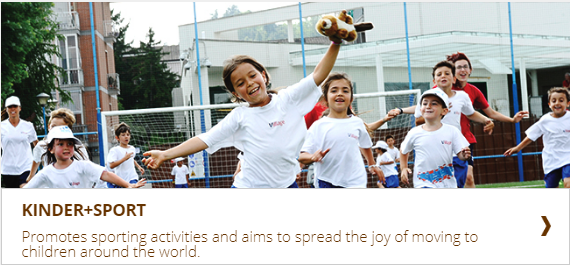 KINDER+SPORT
Promotes sporting activities and aims to spread the joy of moving to
children around the world.